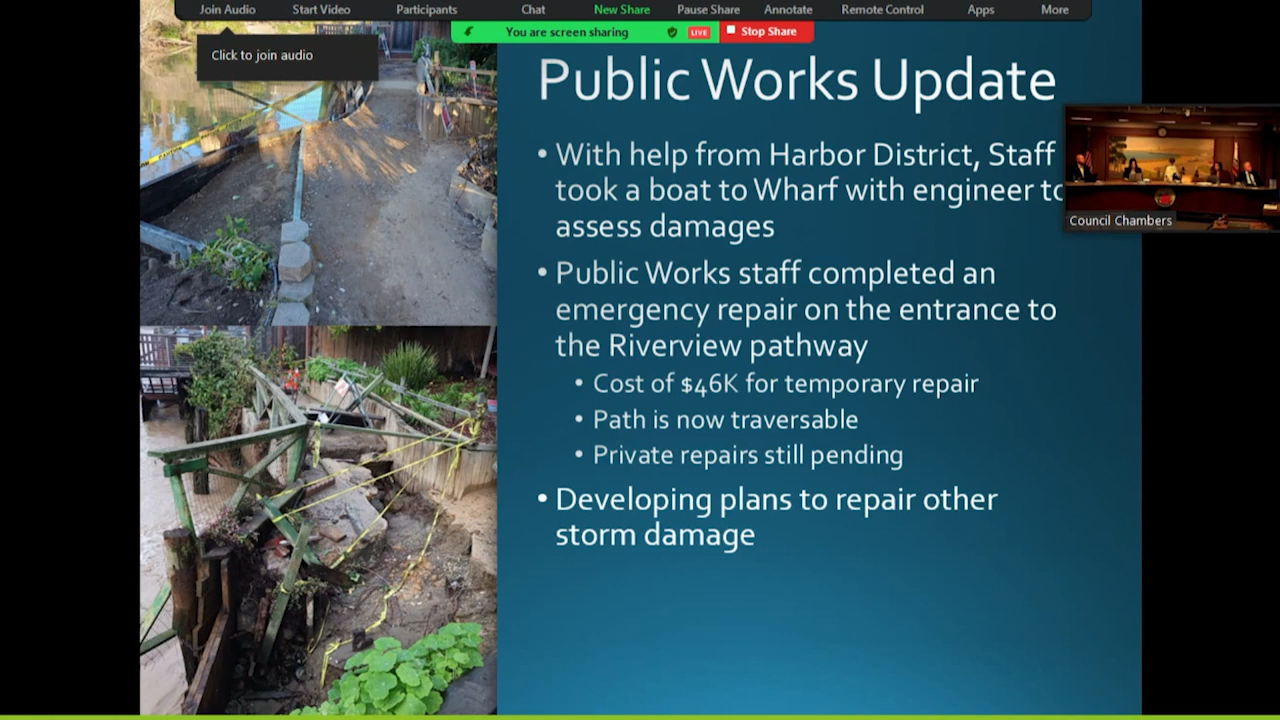 Join Audio Start Video Participants Chat New Share Pause Share Annotate Remote Control Apps More
You are screen sharing LIVE Stop Share
Click to join audio
Public Works Update
• With help from Harbor District, Staff
took a boat to Wharf with engineer to
assess damages
Council Chambers
• Public Works staff completed an
emergency repair on the entrance to
the Riverview pathway
• Cost of $46K for temporary repair
• Path is now traversable
• Private repairs still pending
• Developing plans to repair other
storm damage